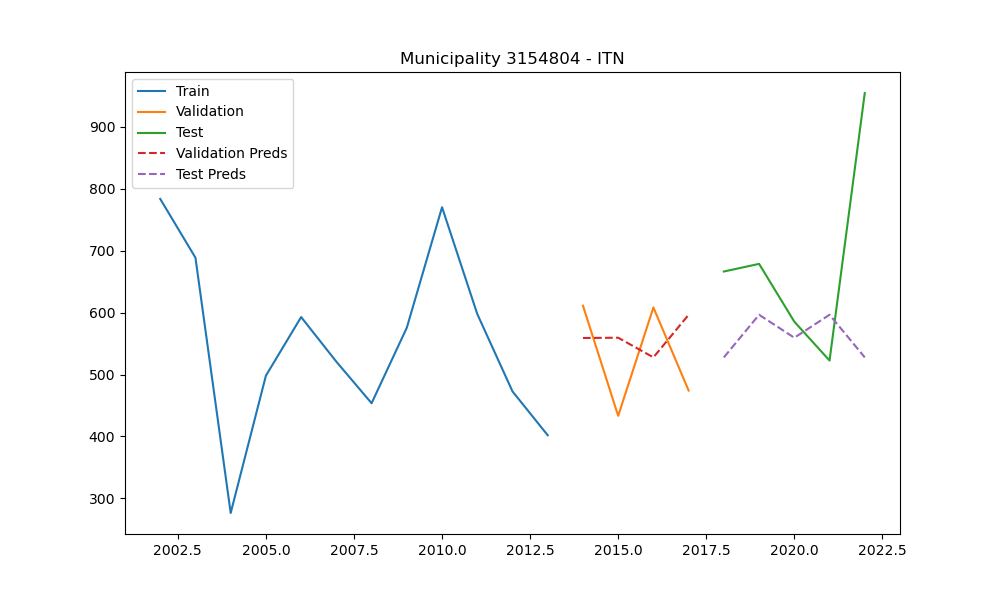 Municipality 3154804 - ITN
Train
Validation
Test
Validation Preds
Test Preds
900
800
700
600
500
400
300
2002.5 2005.0 2007.5 2010.0 2012.5 2015.0 2017.5 2020.0 2022.5